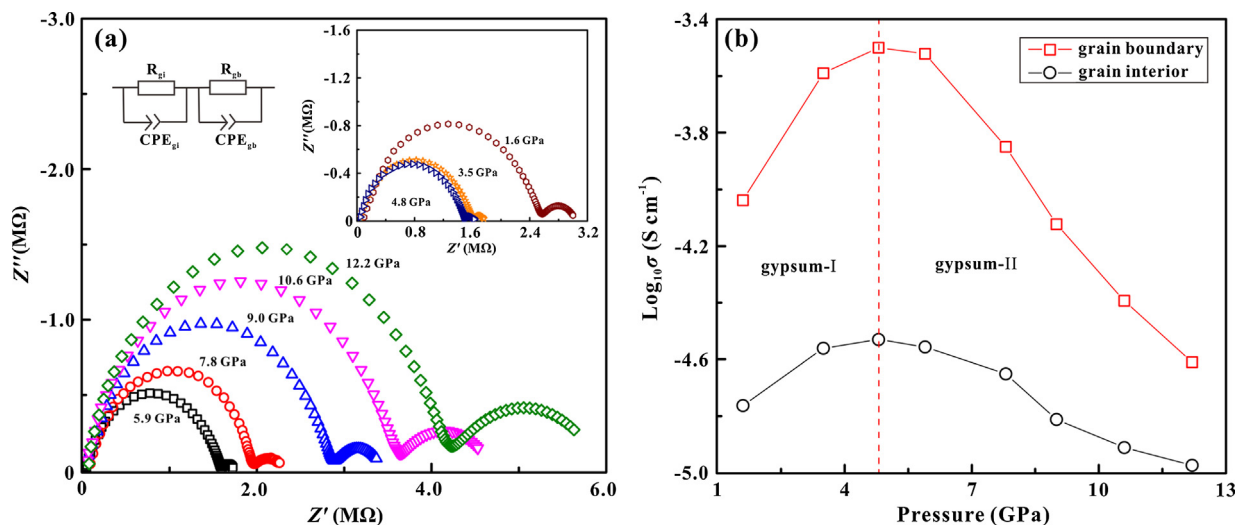 (a)
-3.0
-2.0
-1.0
0
0
1.0
2.0
4.0
6.0
Z″(MΩ)
Z′ (MΩ)
R_gi
R_gb
CPE_gi
CPE_gb
12.2 GPa
10.6 GPa
9.0 GPa
7.8 GPa
5.9 GPa
-1.6
-1.2
-0.8
-0.4
0
0
0.8
1.6
2.4
3.2
Z″ (MΩ)
Z′ (MΩ)
1.6 GPa
3.5 GPa
4.8 GPa
(b)
-3.4
-3.8
-4.2
-4.6
-5.0
1
4
7
10
13
Log₁₀σ (S cm⁻¹)
Pressure (GPa)
grain boundary
grain interior
gypsum-I
gypsum-II